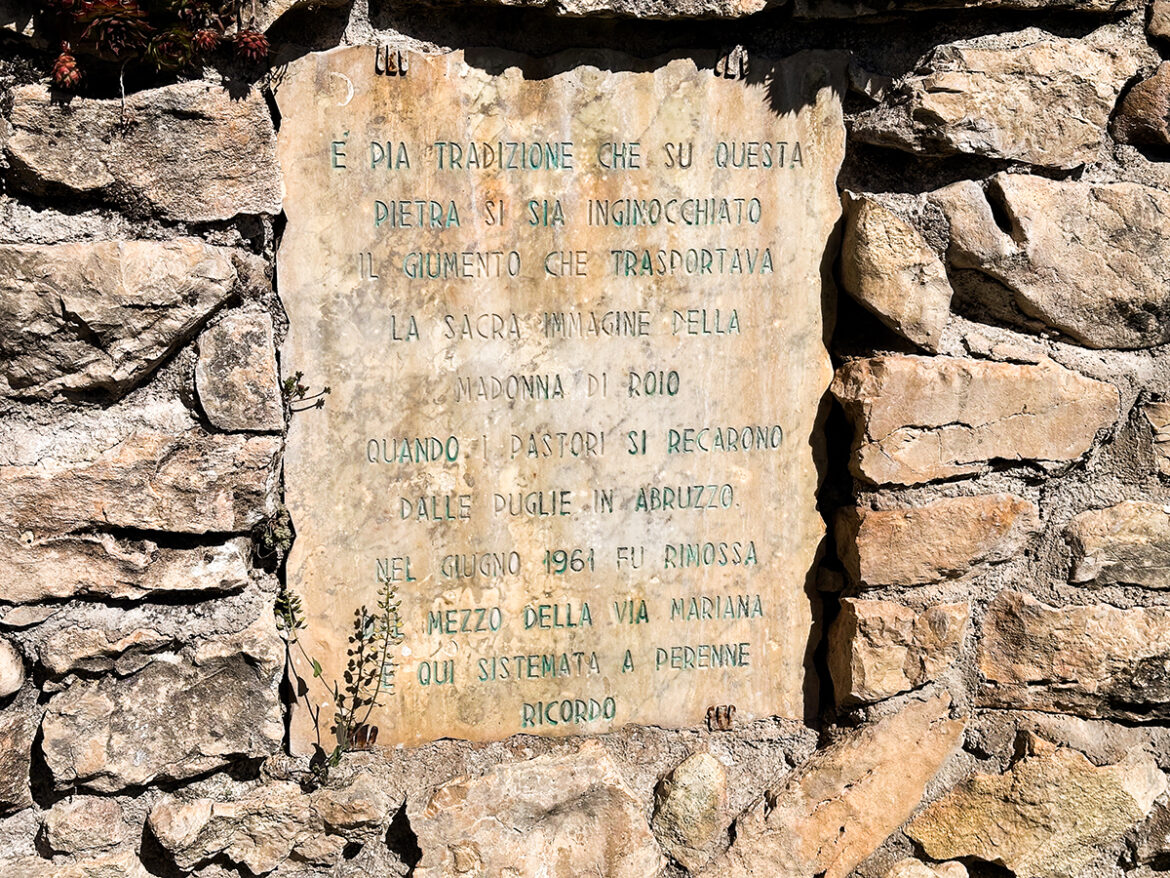 È PIA TRADIZIONE CHE SU QUESTA
PIETRA SI SIA INGINOCCHIATO
IL GIUMENTO CHE TRASPORTAVA
LA SACRA IMMAGINE DELLA
MADONNA DI ROIO
QUANDO I PASTORI SI RECARONO
DALLE PUGLIE IN ABRUZZO.
NEL GIUGNO 1961 FU RIMOSSA
DAL MEZZO DELLA VIA MARIANA
E QUI SISTEMATA A PERENNE
RICORDO